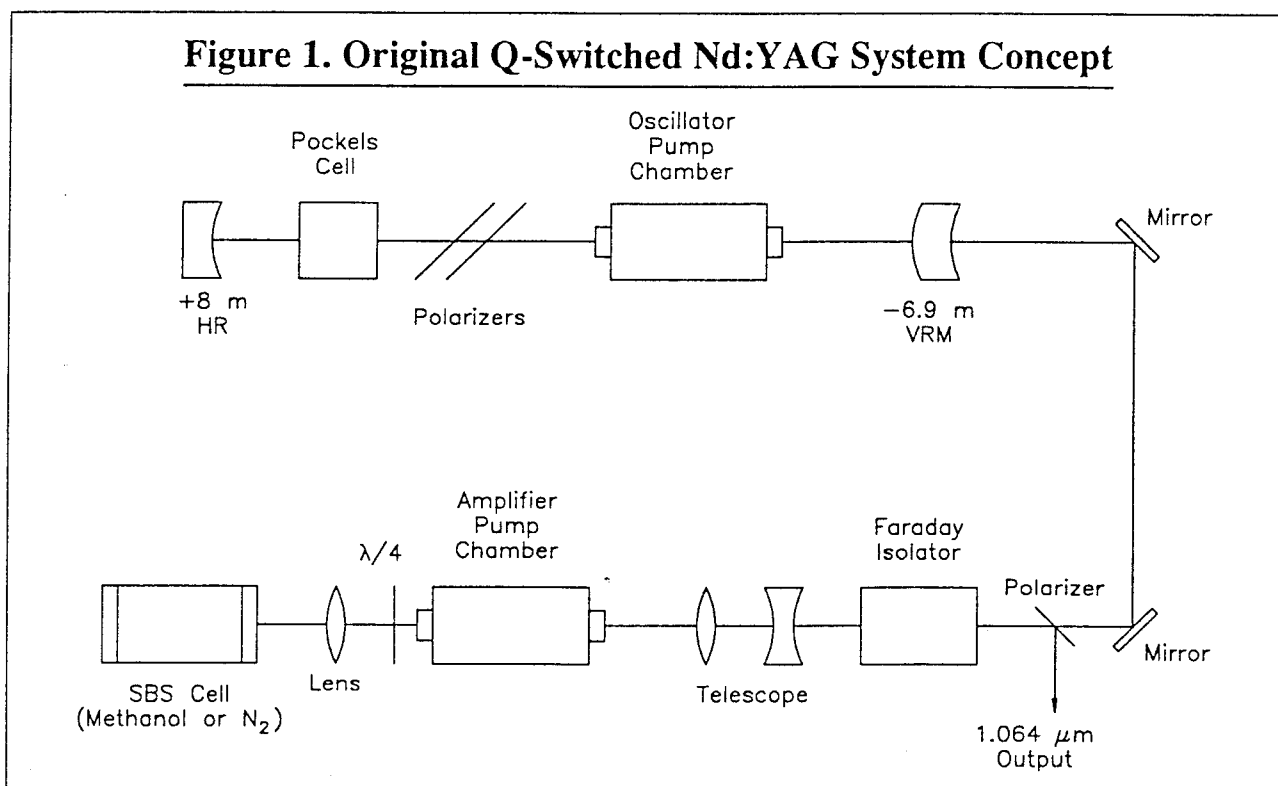 Figure 1. Original Q-Switched Nd:YAG System Concept
Pockels
Cell
Oscillator
Pump
Chamber
Mirror
+8 m
HR
Polarizers
−6.9 m
VRM
Amplifier
Pump
Chamber
λ/4
Faraday
Isolator
Polarizer
Mirror
Lens
Telescope
SBS Cell
(Methanol or N₂)
1.064 μm
Output